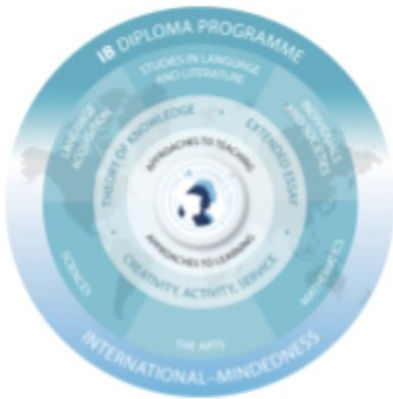 IB DIPLOMA PROGRAMME
STUDIES IN LANGUAGE
AND LITERATURE
LANGUAGE
ACQUISITION
INDIVIDUALS
AND SOCIETIES
THEORY OF KNOWLEDGE
EXTENDED ESSAY
APPROACHES TO TEACHING
APPROACHES TO LEARNING
CREATIVITY, ACTIVITY, SERVICE
SCIENCES
MATHEMATICS
THE ARTS
INTERNATIONAL–MINDEDNESS